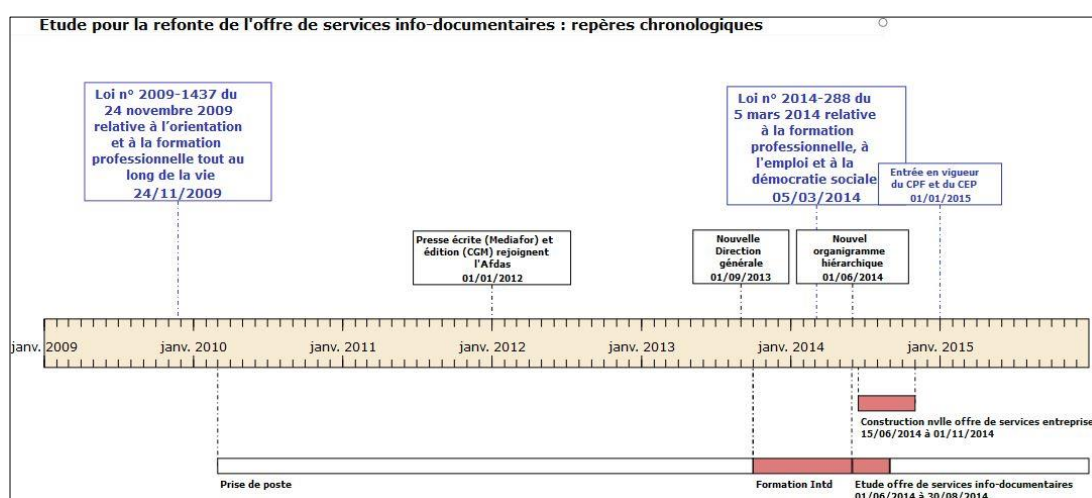 Etude pour la refonte de l'offre de services info-documentaires : repères chronologiques
Loi n° 2009-1437 du
24 novembre 2009
relative à l'orientation
et à la formation
professionnelle tout au
long de la vie
24/11/2009
Loi n° 2014-288 du
5 mars 2014 relative
à la formation
professionnelle, à
l'emploi et à la
démocratie sociale
05/03/2014
Entrée en vigueur
du CPF et du CEP
01/01/2015
Presse écrite (Mediafor) et
édition (CGM) rejoignent
l'Afdas
01/01/2012
Nouvelle
Direction
générale
01/09/2013
Nouvel
organigramme
hiérarchique
01/06/2014
janv. 2009
janv. 2010
janv. 2011
janv. 2012
janv. 2013
janv. 2014
janv. 2015
Construction nvlle offre de services entreprise
15/06/2014 à 01/11/2014
Prise de poste
Formation Intd
Etude offre de services info-documentaires
01/06/2014 à 30/08/2014